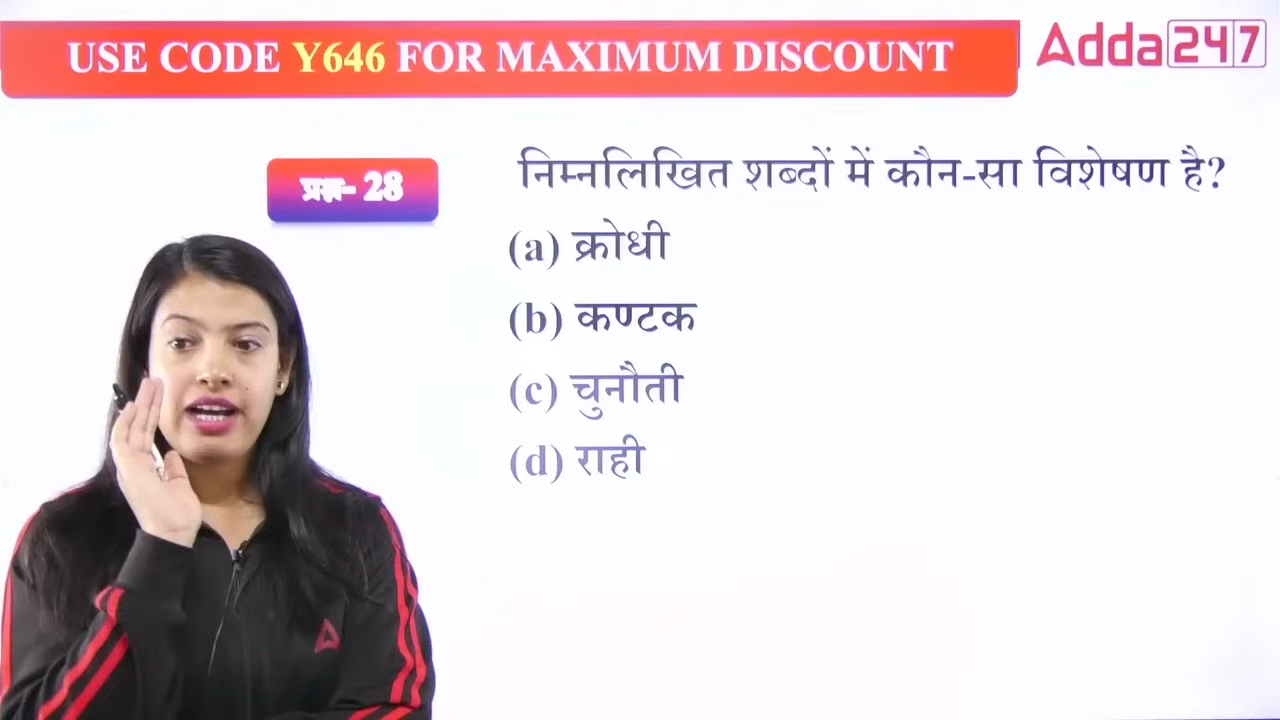 USE CODE Y646 FOR MAXIMUM DISCOUNT
Adda247
प्रश्न- 28
निम्नलिखित शब्दों में कौन-सा विशेषण है?
(a) क्रोधी
(b) कण्टक
(c) चुनौती
(d) राही